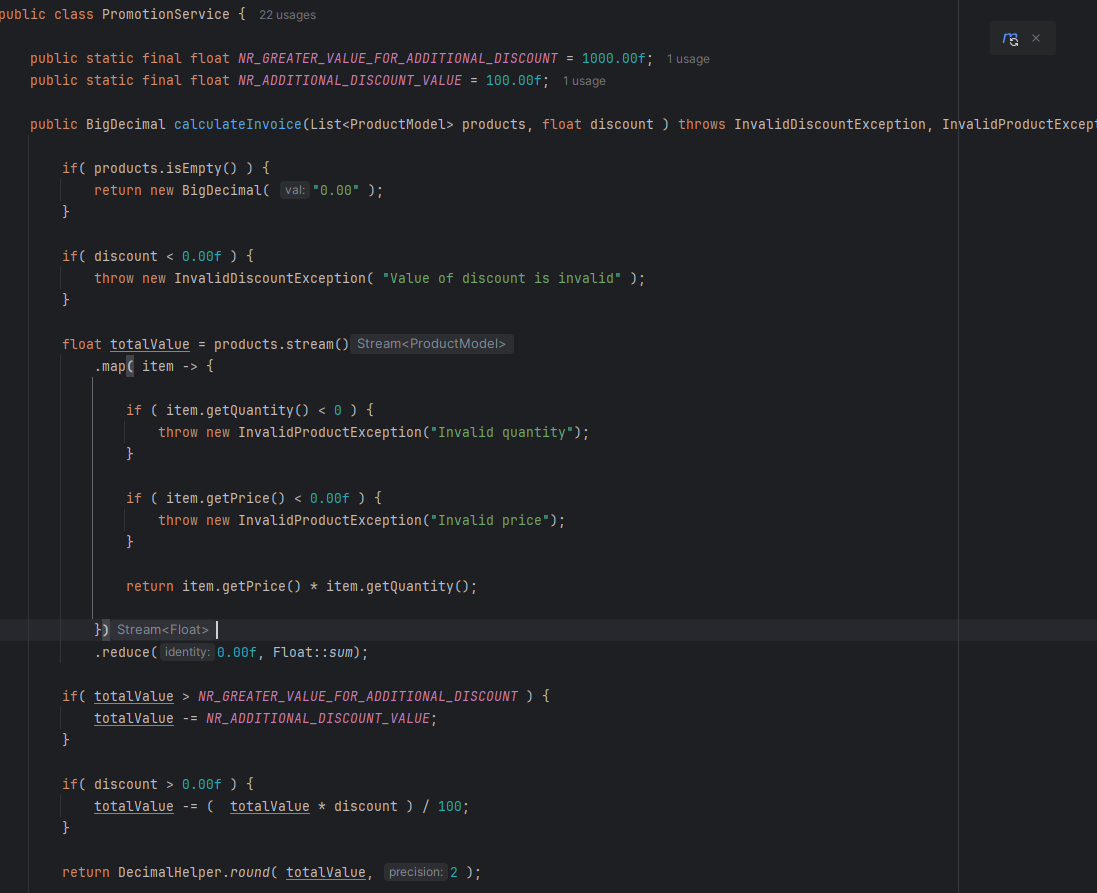 public class PromotionService {  22 usages
    public static final float NR_GREATER_VALUE_FOR_ADDITIONAL_DISCOUNT = 1000.00f;  1 usage
    public static final float NR_ADDITIONAL_DISCOUNT_VALUE = 100.00f;  1 usage
    public BigDecimal calculateInvoice(List<ProductModel> products, float discount ) throws InvalidDiscountException, InvalidProductExcept
        if( products.isEmpty() ) {
            return new BigDecimal( val: "0.00" );
        }
        if( discount < 0.00f ) {
            throw new InvalidDiscountException( "Value of discount is invalid" );
        }
        float totalValue = products.stream() Stream<ProductModel>
            .map( item -> {
                if ( item.getQuantity() < 0 ) {
                    throw new InvalidProductException("Invalid quantity");
                }
                if ( item.getPrice() < 0.00f ) {
                    throw new InvalidProductException("Invalid price");
                }
                return item.getPrice() * item.getQuantity();
            }) Stream<Float>
            .reduce( identity: 0.00f, Float::sum);
        if( totalValue > NR_GREATER_VALUE_FOR_ADDITIONAL_DISCOUNT ) {
            totalValue -= NR_ADDITIONAL_DISCOUNT_VALUE;
        }
        if( discount > 0.00f ) {
            totalValue -= (  totalValue * discount ) / 100;
        }
        return DecimalHelper.round( totalValue, precision: 2 );